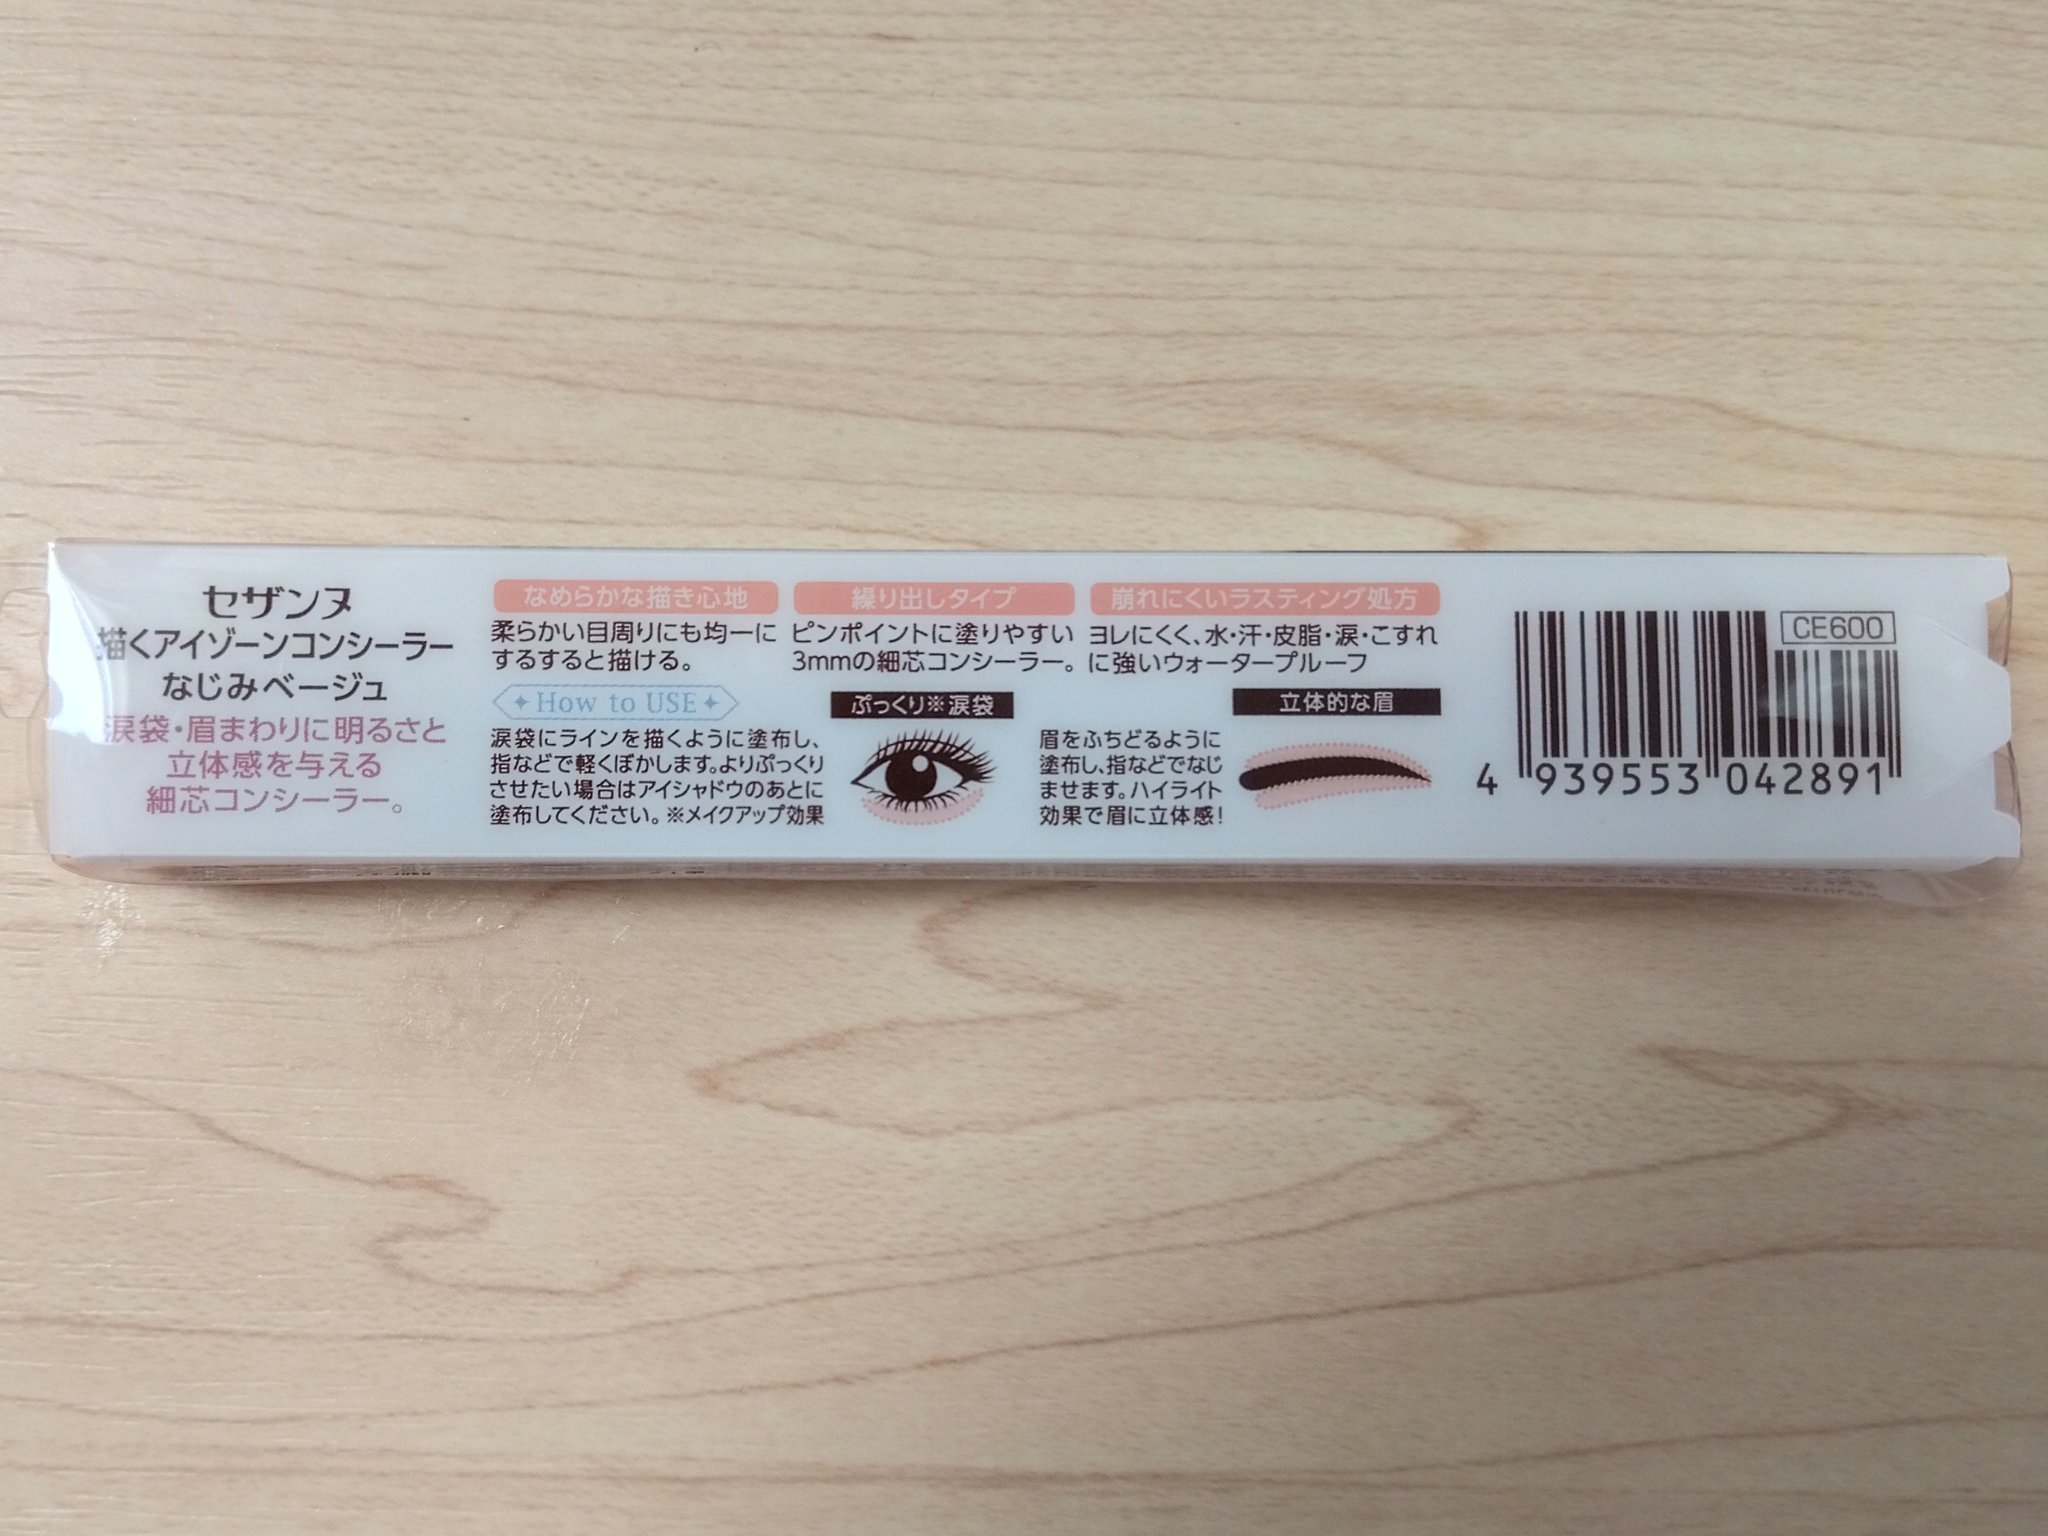 セザンヌ
描くアイゾーンコンシーラー
なじみベージュ
涙袋・眉まわりに明るさと
立体感を与える
細芯コンシーラー。
なめらかな描き心地
柔らかい目周りにも均一に
するすると描ける。
繰り出しタイプ
ピンポイントに塗りやすい
3mmの細芯コンシーラー。
崩れにくいラスティング処方
ヨレにくく、水・汗・皮脂・涙・こすれ
に強いウォータープルーフ
How to USE
涙袋にラインを描くように塗布し、
指などで軽くぼかします。よりぷっくり
させたい場合はアイシャドウのあとに
塗布してください。※メイクアップ効果
ぷっくり※涙袋
眉をふちどるように
塗布し、指などでなじ
ませます。ハイライト
効果で眉に立体感!
立体的な眉
CE600
4 939553 042891